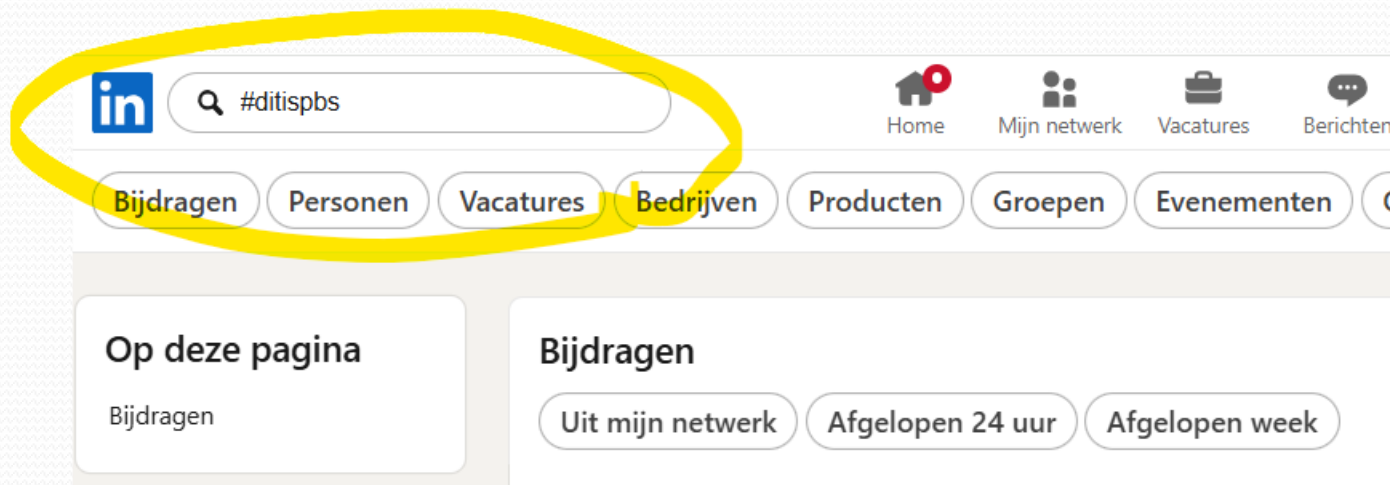 in #ditispbs
Home Mijn netwerk Vacatures Berichten
Bijdragen Personen Vacatures Bedrijven Producten Groepen Evenementen
Op deze pagina
Bijdragen
Bijdragen
Uit mijn netwerk Afgelopen 24 uur Afgelopen week